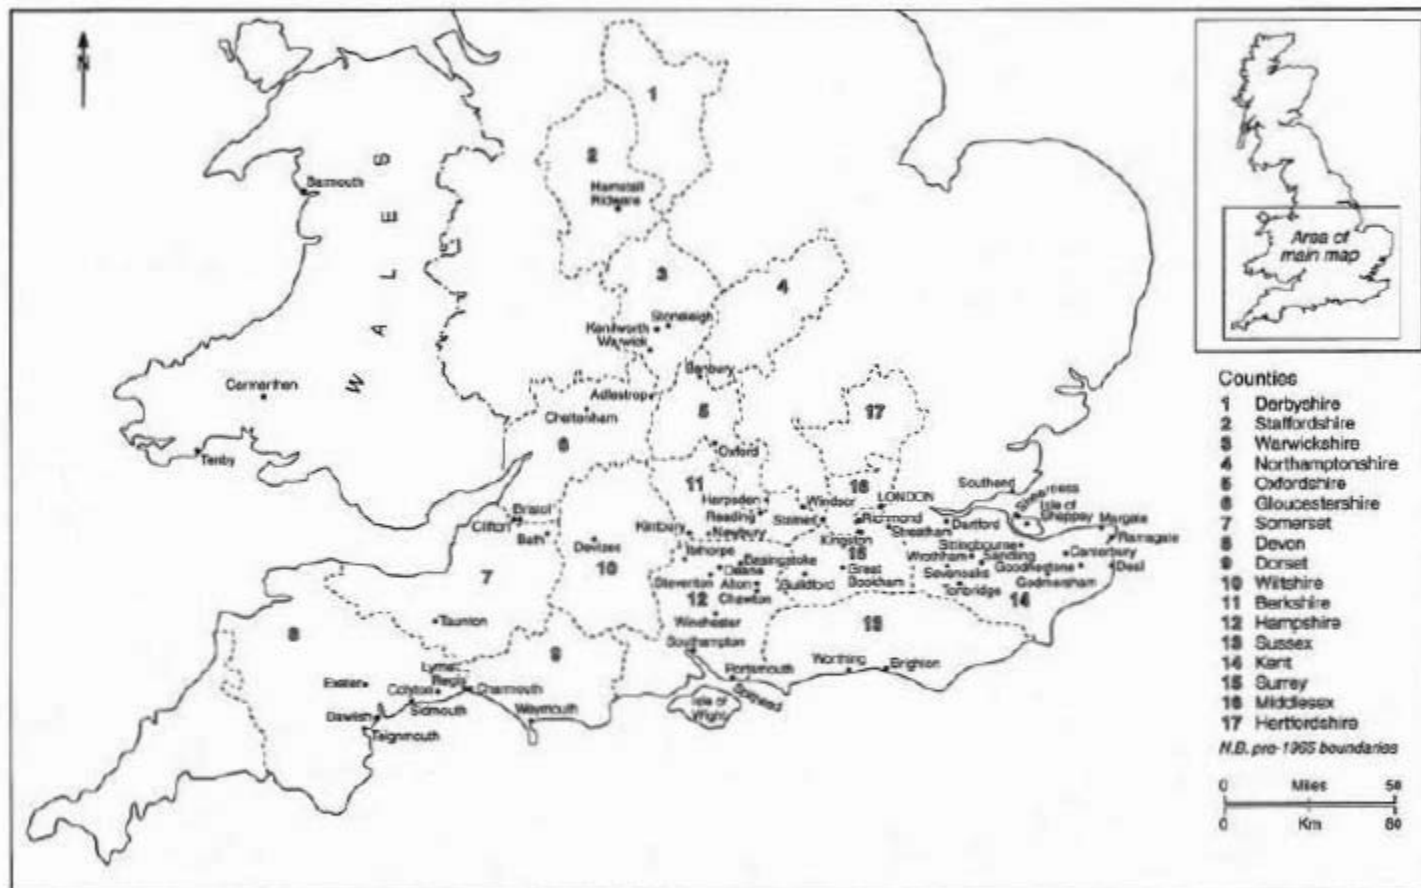 N
1
2
Barmouth
WALES
Hamstall
Ridware
3
4
Stoneleigh
Kenilworth
Warwick
Banbury
Carmarthen
Adlestrop
Cheltenham
5
17
6
Tenby
Oxford
11
16
Southend
Sheerness
Isle of
Sheppey
Harpsden
Windsor
LONDON
Bristol
Reading
Richmond
Margate
Clifton
Kintbury
Newbury
Streatham
Dartford
Ramsgate
Bath
Kingston
Sittingbourne
Devizes
Ibthorpe
Basingstoke
15
Wrotham
Sandling
Canterbury
Deane
Great
Bookham
Sevenoaks
Goodnestone
Deal
7
10
Steventon
Alton
Guildford
Godmersham
Chawton
Tonbridge
12
14
Winchester
Taunton
13
8
Southampton
9
Lyme
Regis
Portsmouth
Worthing
Brighton
Exeter
Colyton
Charmouth
Spithead
Dawlish
Sidmouth
Weymouth
Isle of
Wight
Teignmouth
Area of
main map
Counties
1 Derbyshire
2 Staffordshire
3 Warwickshire
4 Northamptonshire
5 Oxfordshire
6 Gloucestershire
7 Somerset
8 Devon
9 Dorset
10 Wiltshire
11 Berkshire
12 Hampshire
13 Sussex
14 Kent
15 Surrey
16 Middlesex
17 Hertfordshire
N.B. pre-1965 boundaries
0 Miles 50
0 Km 80